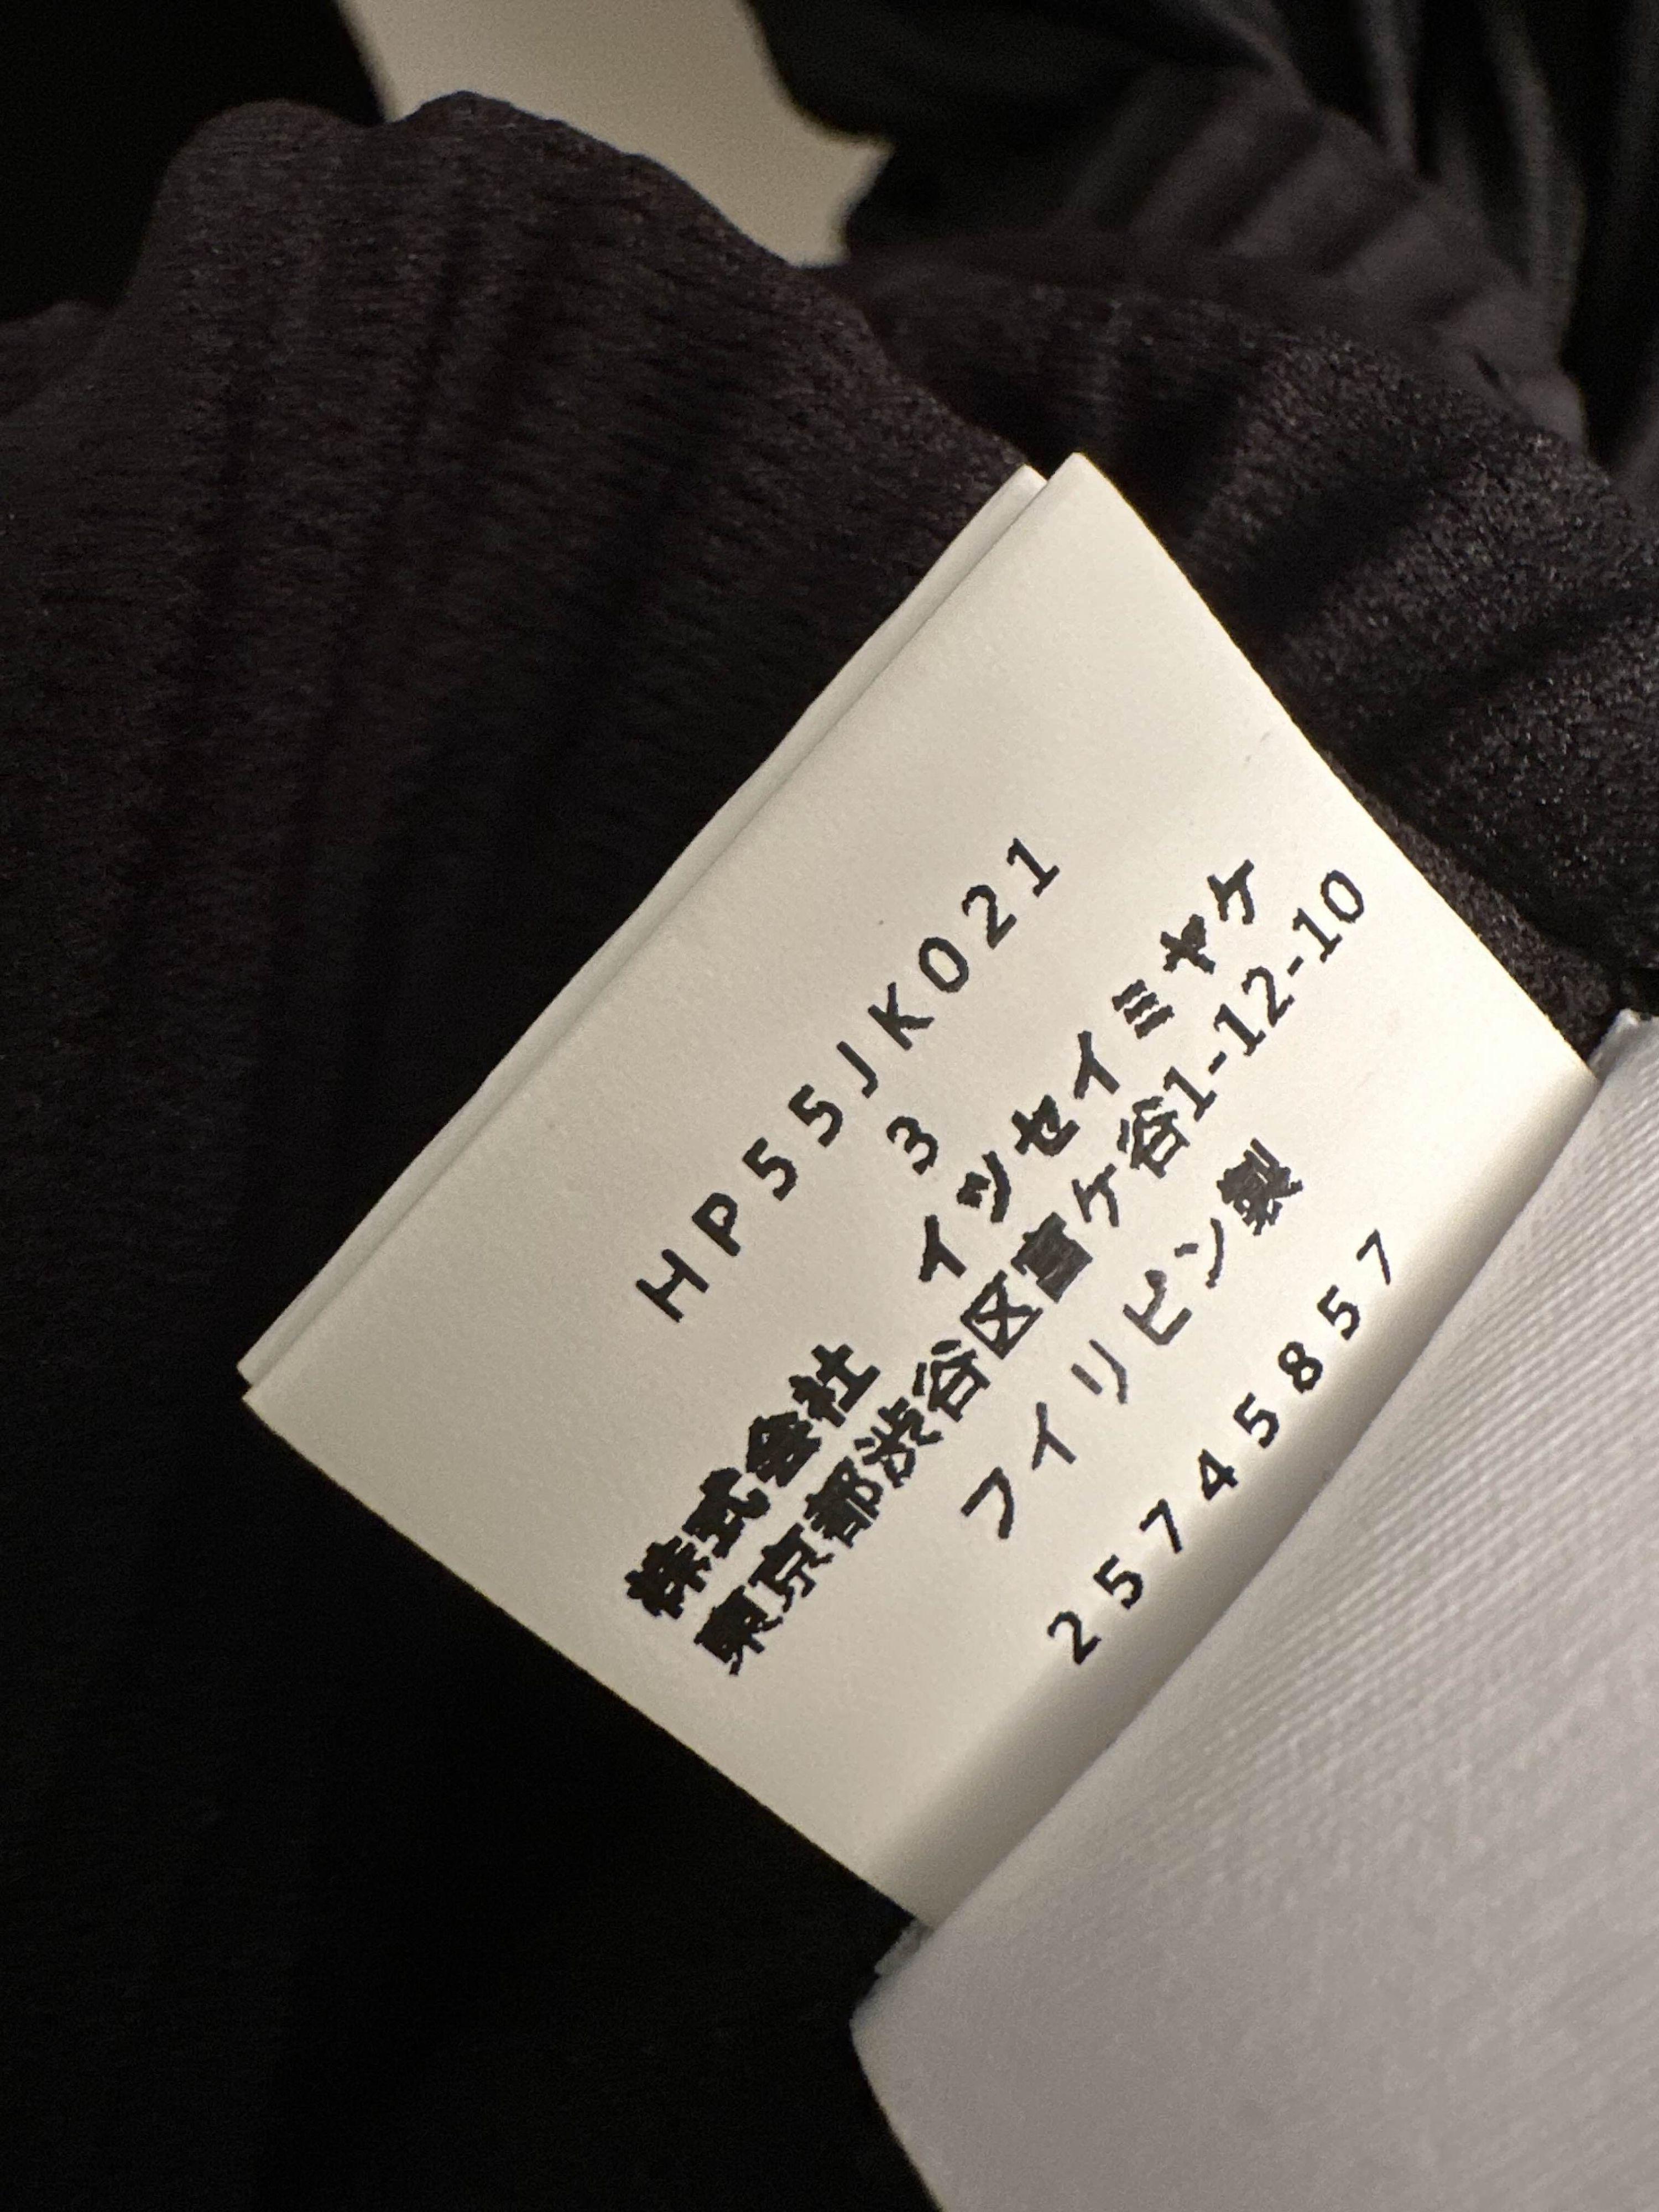 HP55JK021
3
株式会社 イッセイミヤケ
東京都渋谷区富ケ谷1-12-10
フィリピン製
25745857